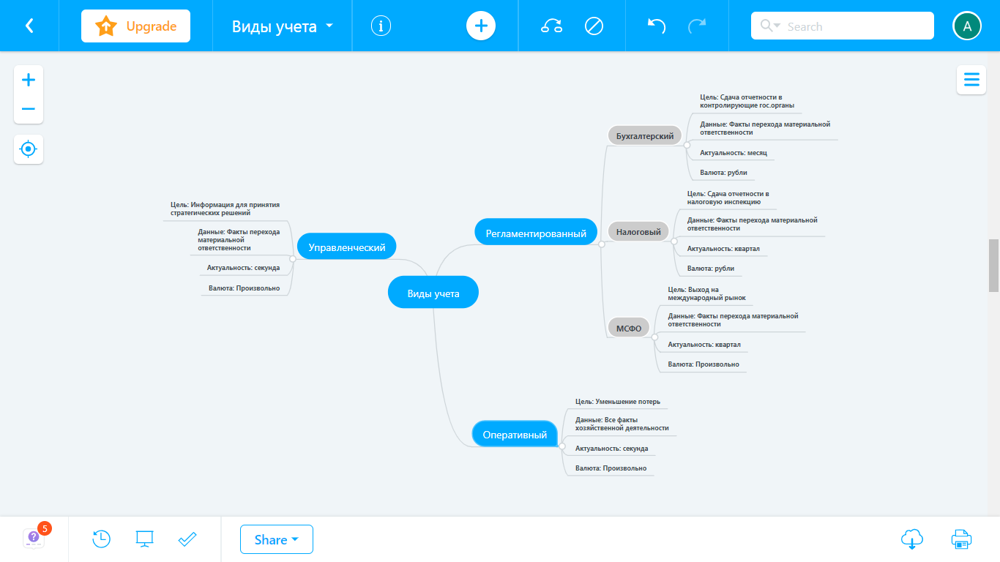 Upgrade
Виды учета
i
Search
A
Цель: Сдача отчетности в
контролирующие гос.органы
Бухгалтерский
Данные: Факты перехода материальной
ответственности
Актуальность: месяц
Валюта: рубли
Цель: Сдача отчетности в
налоговую инспекцию
Регламентированный
Налоговый
Данные: Факты перехода материальной
ответственности
Актуальность: квартал
Валюта: рубли
Цель: Выход на
международный рынок
МСФО
Данные: Факты перехода материальной
ответственности
Актуальность: квартал
Валюта: Произвольно
Цель: Информация для принятия
стратегических решений
Данные: Факты перехода
материальной
ответственности
Управленческий
Актуальность: секунда
Валюта: Произвольно
Виды учета
Цель: Уменьшение потерь
Оперативный
Данные: Все факты
хозяйственной деятельности
Актуальность: секунда
Валюта: Произвольно
?
5
Share